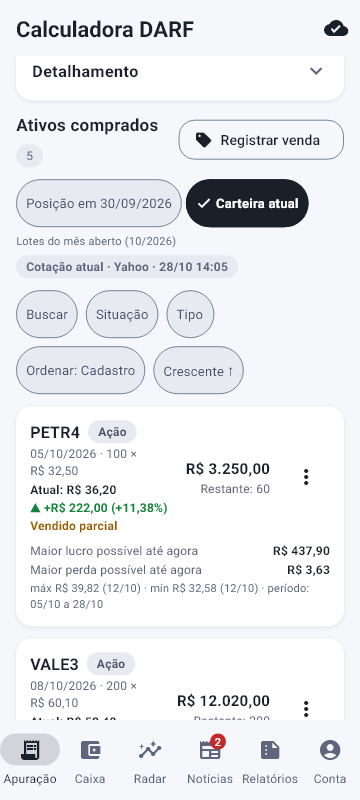 Calculadora DARF
Detalhamento
Ativos comprados
5
Registrar venda
Posição em 30/09/2026
Carteira atual
Lotes do mês aberto (10/2026)
Cotação atual · Yahoo · 28/10 14:05
Buscar
Situação
Tipo
Ordenar: Cadastro
Crescente ↑
PETR4
Ação
05/10/2026 · 100 ×
R$ 32,50
R$ 3.250,00
Restante: 60
Atual: R$ 36,20
▲ +R$ 222,00 (+11,38%)
Vendido parcial
Maior lucro possível até agora R$ 437,90
Maior perda possível até agora R$ 3,63
máx R$ 39,82 (12/10) · mín R$ 32,58 (12/10) · período:
05/10 a 28/10
VALE3
Ação
08/10/2026 · 200 ×
R$ 60,10
R$ 12.020,00
2
Apuração
Caixa
Radar
Notícias
Relatórios
Conta